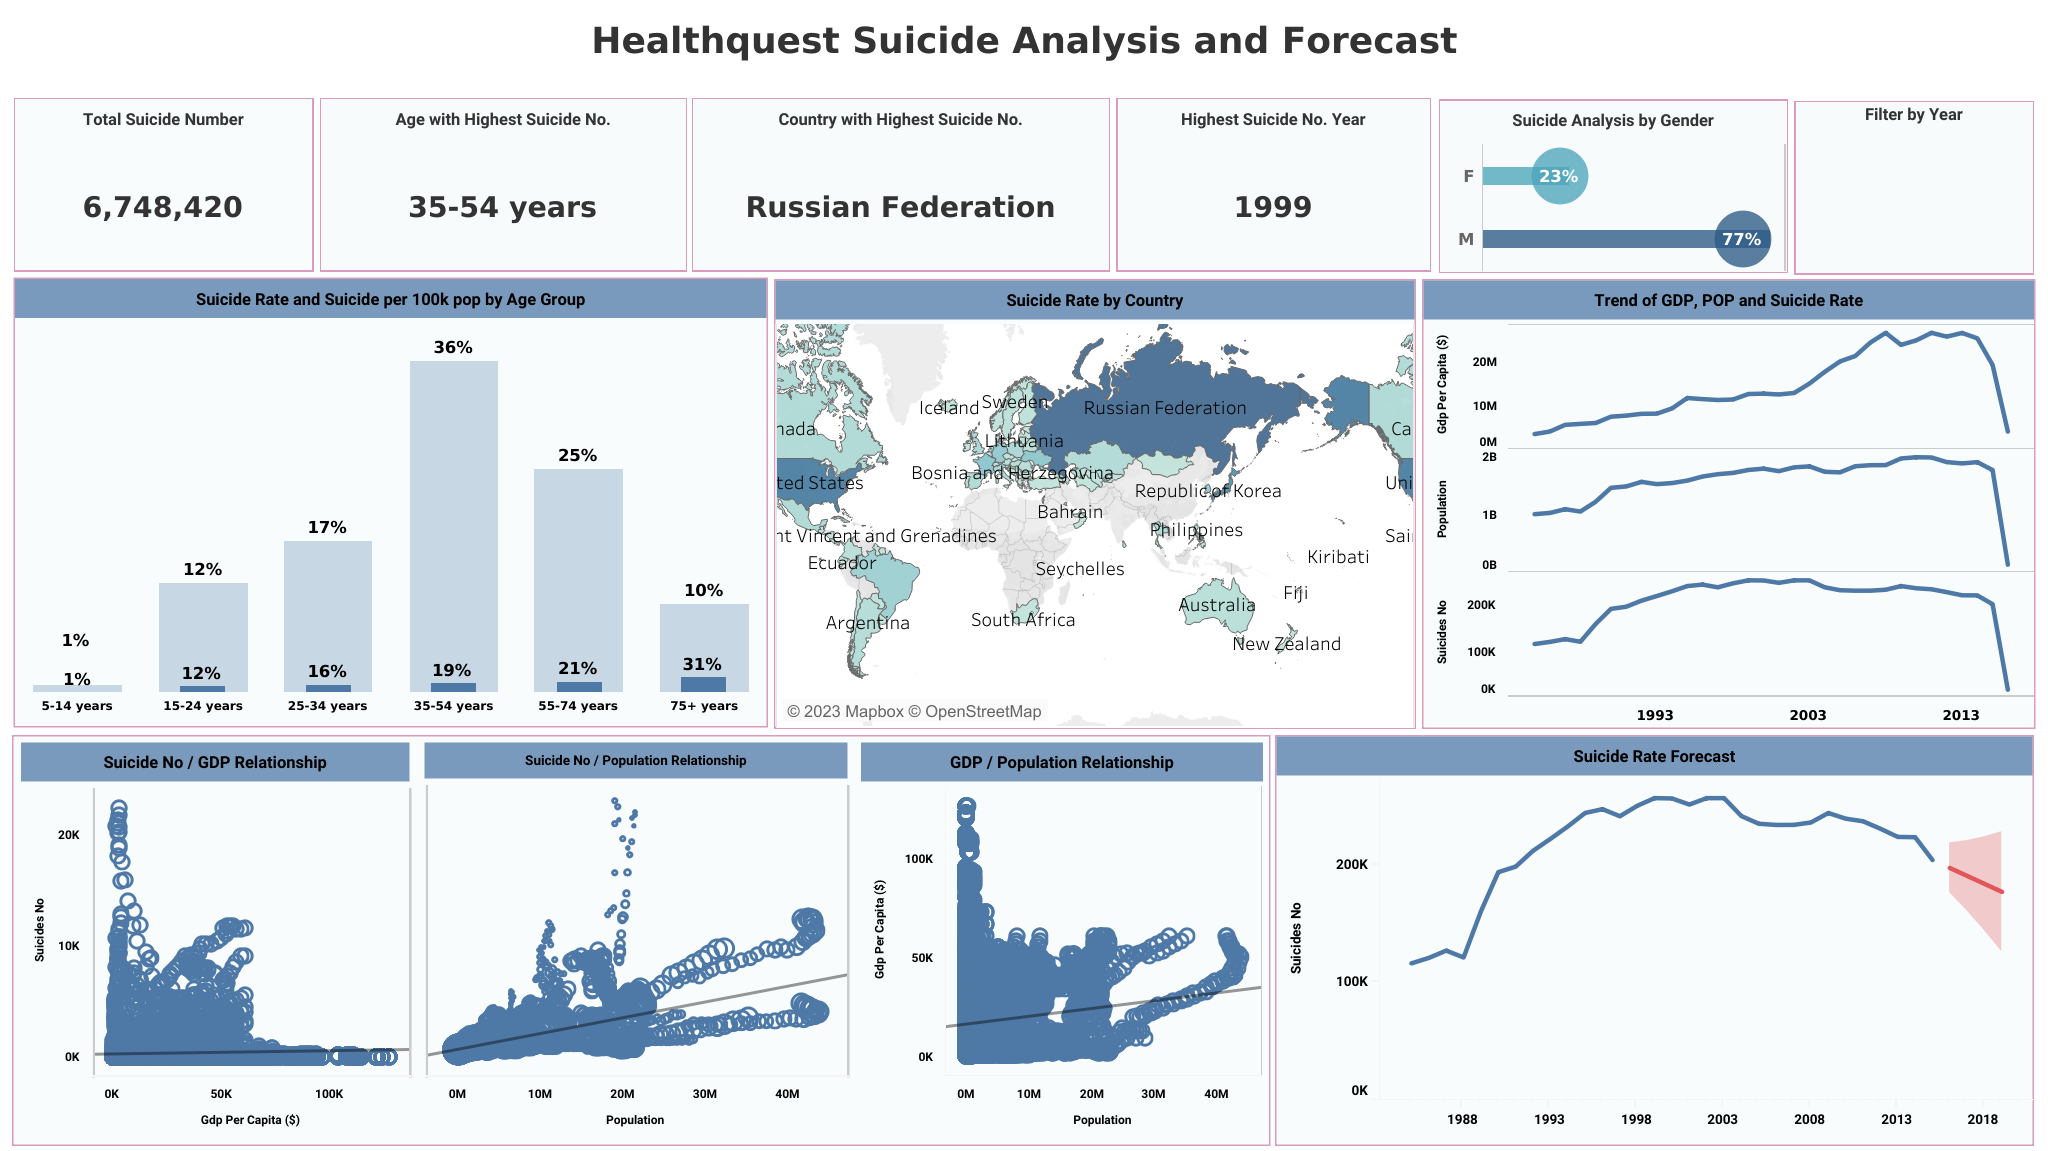 Healthquest Suicide Analysis and Forecast
Total Suicide Number
6,748,420
Age with Highest Suicide No.
35-54 years
Country with Highest Suicide No.
Russian Federation
Highest Suicide No. Year
1999
Suicide Analysis by Gender
F
23%
M
77%
Filter by Year
Suicide Rate and Suicide per 100k pop by Age Group
36%
25%
17%
12%
10%
1%
1%
12%
16%
19%
21%
31%
5-14 years
15-24 years
25-34 years
35-54 years
55-74 years
75+ years
Suicide Rate by Country
Iceland
Sweden
Russian Federation
nada
Ca
Lithuania
Bosnia and Herzegovina
ted States
Republic of Korea
Uni
Bahrain
Philippines
nt Vincent and Grenadines
Sai
Ecuador
Seychelles
Kiribati
Fiji
Australia
Argentina
South Africa
New Zealand
© 2023 Mapbox © OpenStreetMap
Trend of GDP, POP and Suicide Rate
Gdp Per Capita ($)
20M
10M
0M
Population
2B
1B
0B
Suicides No
200K
100K
0K
1993
2003
2013
Suicide No / GDP Relationship
Suicides No
20K
10K
0K
0K
50K
100K
Gdp Per Capita ($)
Suicide No / Population Relationship
0M
10M
20M
30M
40M
Population
GDP / Population Relationship
Gdp Per Capita ($)
100K
50K
0K
0M
10M
20M
30M
40M
Population
Suicide Rate Forecast
Suicides No
200K
100K
0K
1988
1993
1998
2003
2008
2013
2018